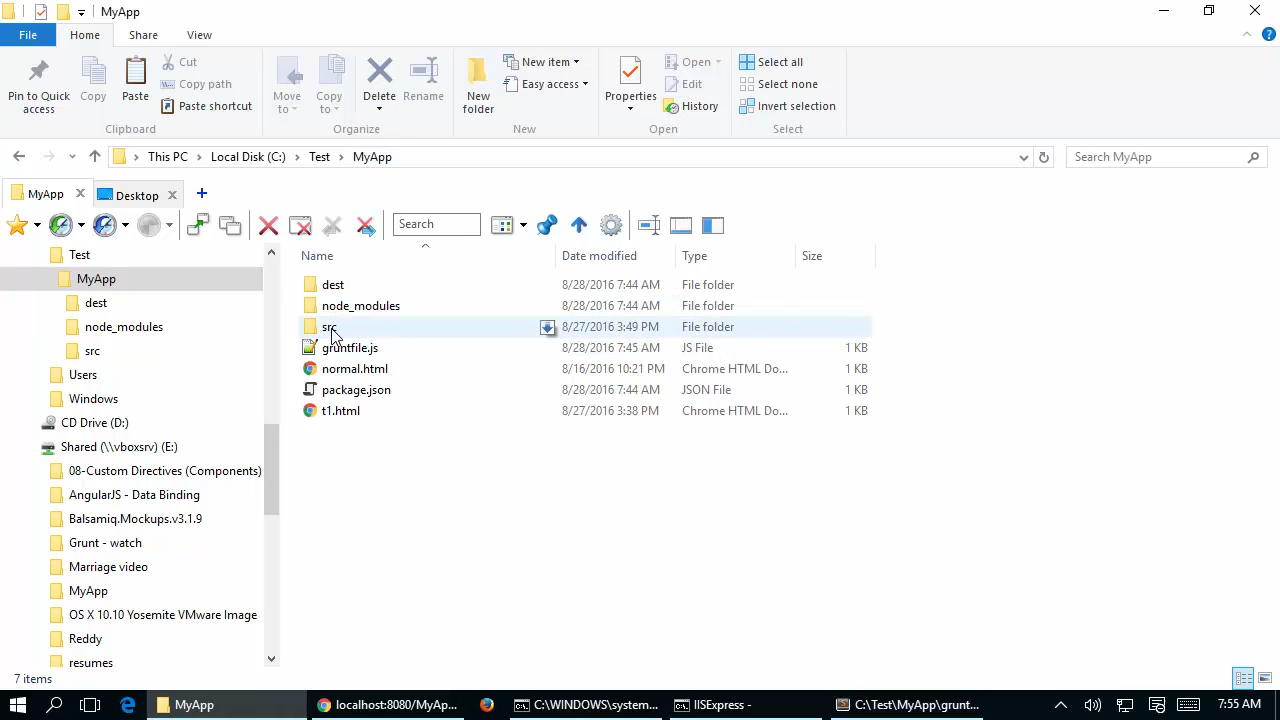 MyApp
File Home Share View
Pin to Quick access
Copy
Paste
Cut
Copy path
Paste shortcut
Clipboard
Move to
Copy to
Delete
Rename
Organize
New folder
New item
Easy access
New
Properties
Open
Edit
History
Open
Select all
Select none
Invert selection
Select
This PC Local Disk (C:) Test MyApp
Search MyApp
MyApp Desktop
Search
Test
MyApp
dest
node_modules
src
Users
Windows
CD Drive (D:)
Shared (\\vboxsrv) (E:)
08-Custom Directives (Components)
AngularJS - Data Binding
Balsamiq.Mockups.v3.1.9
Grunt - watch
Marriage video
MyApp
OS X 10.10 Yosemite VMware Image
Reddy
resumes
Name Date modified Type Size
dest 8/28/2016 7:44 AM File folder
node_modules 8/28/2016 7:44 AM File folder
src 8/27/2016 3:49 PM File folder
gruntfile.js 8/28/2016 7:45 AM JS File 1 KB
normal.html 8/16/2016 10:21 PM Chrome HTML Do... 1 KB
package.json 8/28/2016 7:44 AM JSON File 1 KB
t1.html 8/27/2016 3:38 PM Chrome HTML Do... 1 KB
7 items
MyApp
localhost:8080/MyAp...
C:\WINDOWS\system...
IISExpress -
C:\Test\MyApp\grunt...
7:55 AM